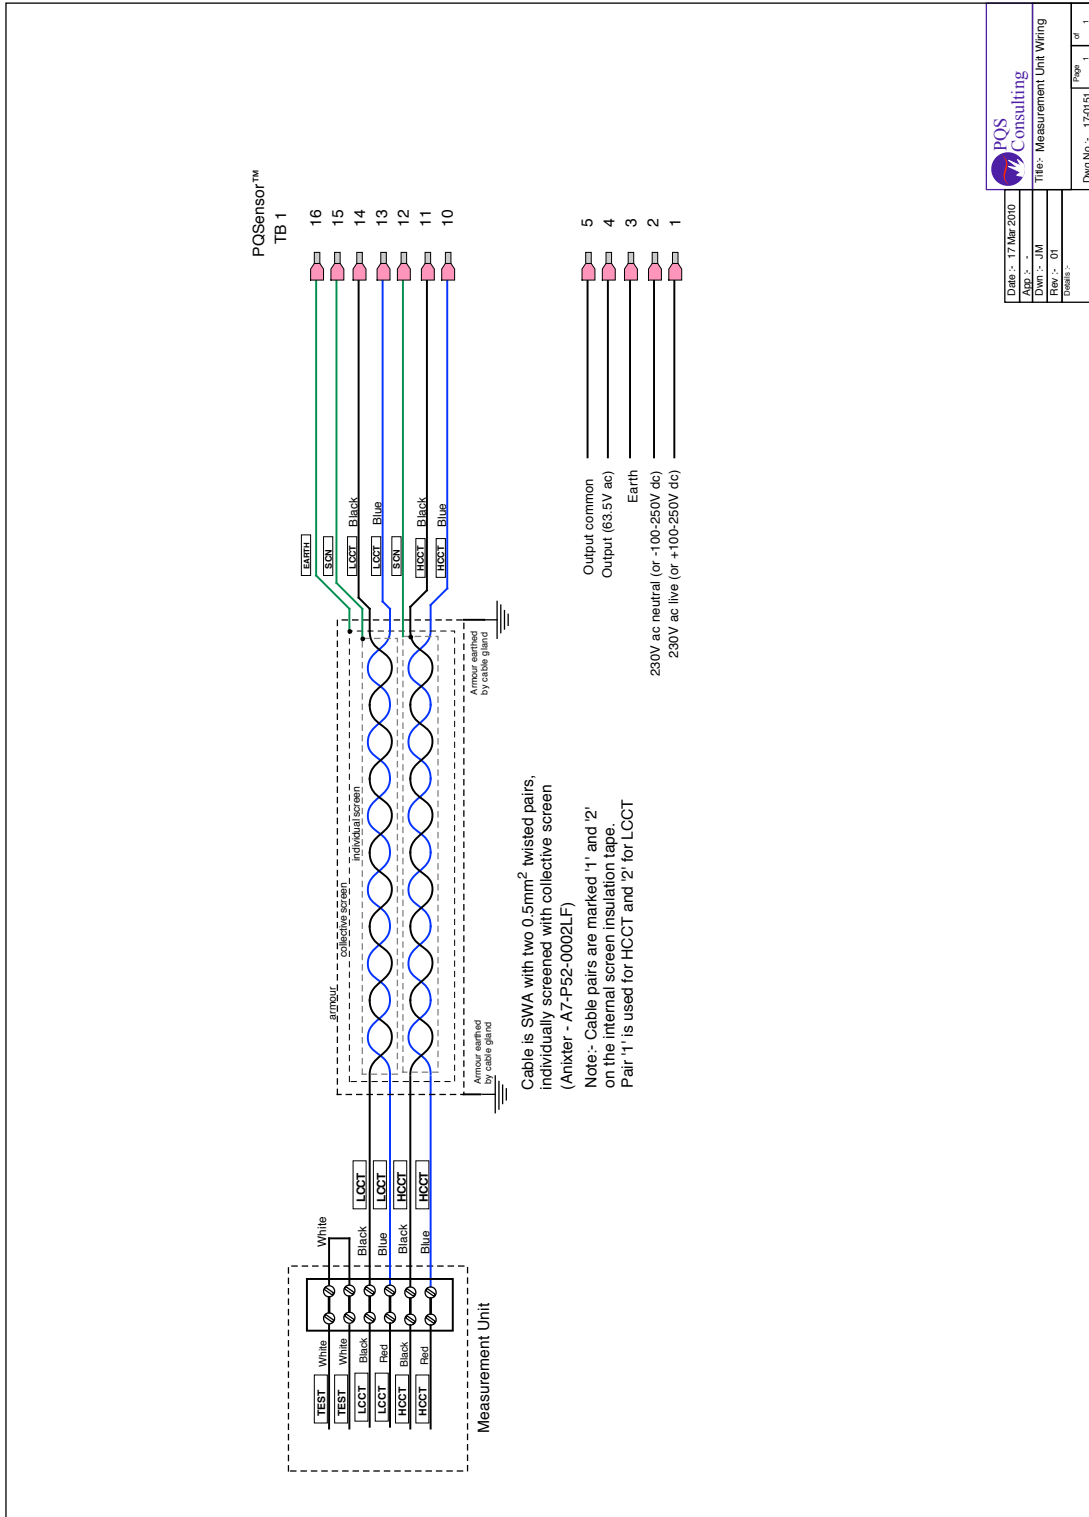 PQSensor™
TB 1
16
15
14
13
12
11
10
EARTH
SCN
LCCT Black
LCCT Blue
SCN
HCCT Black
HCCT Blue
armour
collective screen
individual screen
Armour earthed
by cable gland
Armour earthed
by cable gland
White
LCCT
Black
LCCT
Blue
HCCT
Black
HCCT
Blue
TEST White
TEST White
LCCT Black
LCCT Red
HCCT Black
HCCT Red
Measurement Unit
Cable is SWA with two 0.5mm² twisted pairs,
individually screened with collective screen
(Anixter - A7-P52-0002LF)
Note:- Cable pairs are marked '1' and '2'
on the internal screen insulation tape.
Pair '1' is used for HCCT and '2' for LCCT
5
4
3
2
1
Output common
Output (63.5V ac)
Earth
230V ac neutral (or -100-250V dc)
230V ac live (or +100-250V dc)
Date :- 17 Mar 2010
App :- -
Dwn :- JM
Rev :- 01
Details :-
PQS
Consulting
Title:- Measurement Unit Wiring
Dwg No :- 17-0151
Page 1 of 1